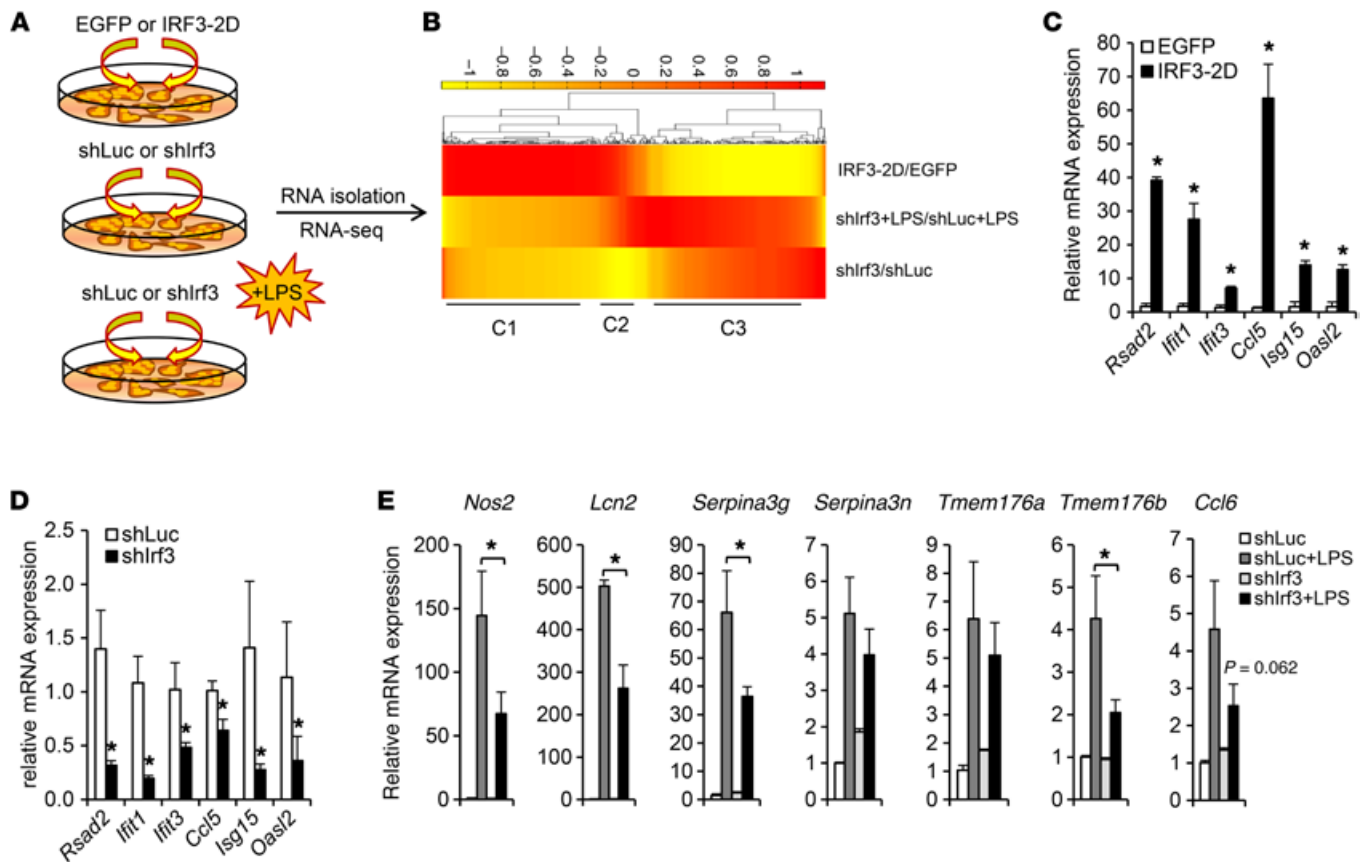 A
EGFP or IRF3-2D
shLuc or shIrf3
shLuc or shIrf3
+LPS
RNA isolation
RNA-seq
B
−1
−0.8
−0.6
−0.4
−0.2
0
0.2
0.4
0.6
0.8
1
IRF3-2D/EGFP
shIrf3+LPS/shLuc+LPS
shIrf3/shLuc
C1 C2 C3
C
EGFP
IRF3-2D
Relative mRNA expression
80
70
60
50
40
30
20
10
0
* * * * * *
Rsad2 Ifit1 Ifit3 Ccl5 Isg15 Oasl2
D
shLuc
shIrf3
relative mRNA expression
2.5
2.0
1.5
1.0
0.5
0.0
* * * * * *
Rsad2 Ifit1 Ifit3 Ccl5 Isg15 Oasl2
E
Relative mRNA expression
Nos2
200
150
100
50
0
*
Lcn2
600
500
400
300
200
100
0
*
Serpina3g
90
80
70
60
50
40
30
20
10
0
*
Serpina3n
7
6
5
4
3
2
1
0
Tmem176a
9
8
7
6
5
4
3
2
1
0
Tmem176b
6
5
4
3
2
1
0
*
Ccl6
7
6
5
4
3
2
1
0
P = 0.062
shLuc
shLuc+LPS
shIrf3
shIrf3+LPS